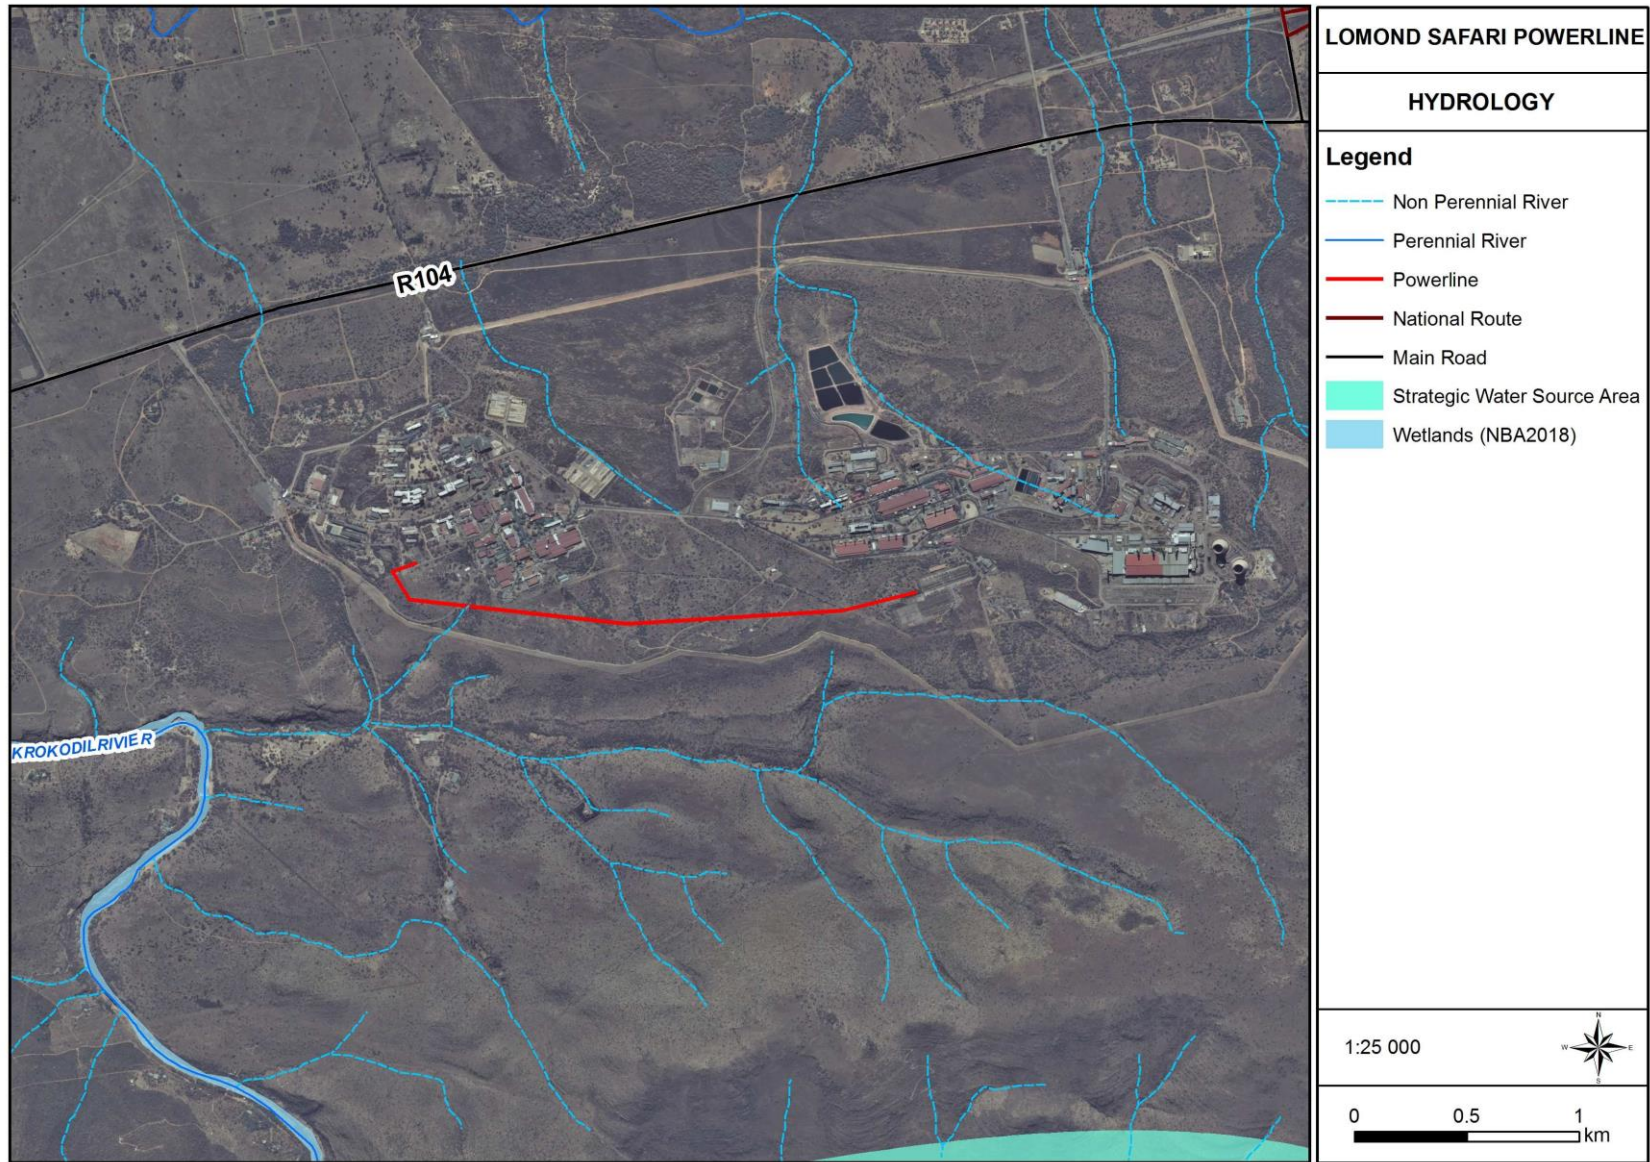 LOMOND SAFARI POWERLINE
HYDROLOGY
Legend
Non Perennial River
Perennial River
Powerline
National Route
Main Road
Strategic Water Source Area
Wetlands (NBA2018)
1:25 000
N
W E
S
0 0.5 1
km
R104
KROKODILRIVIER